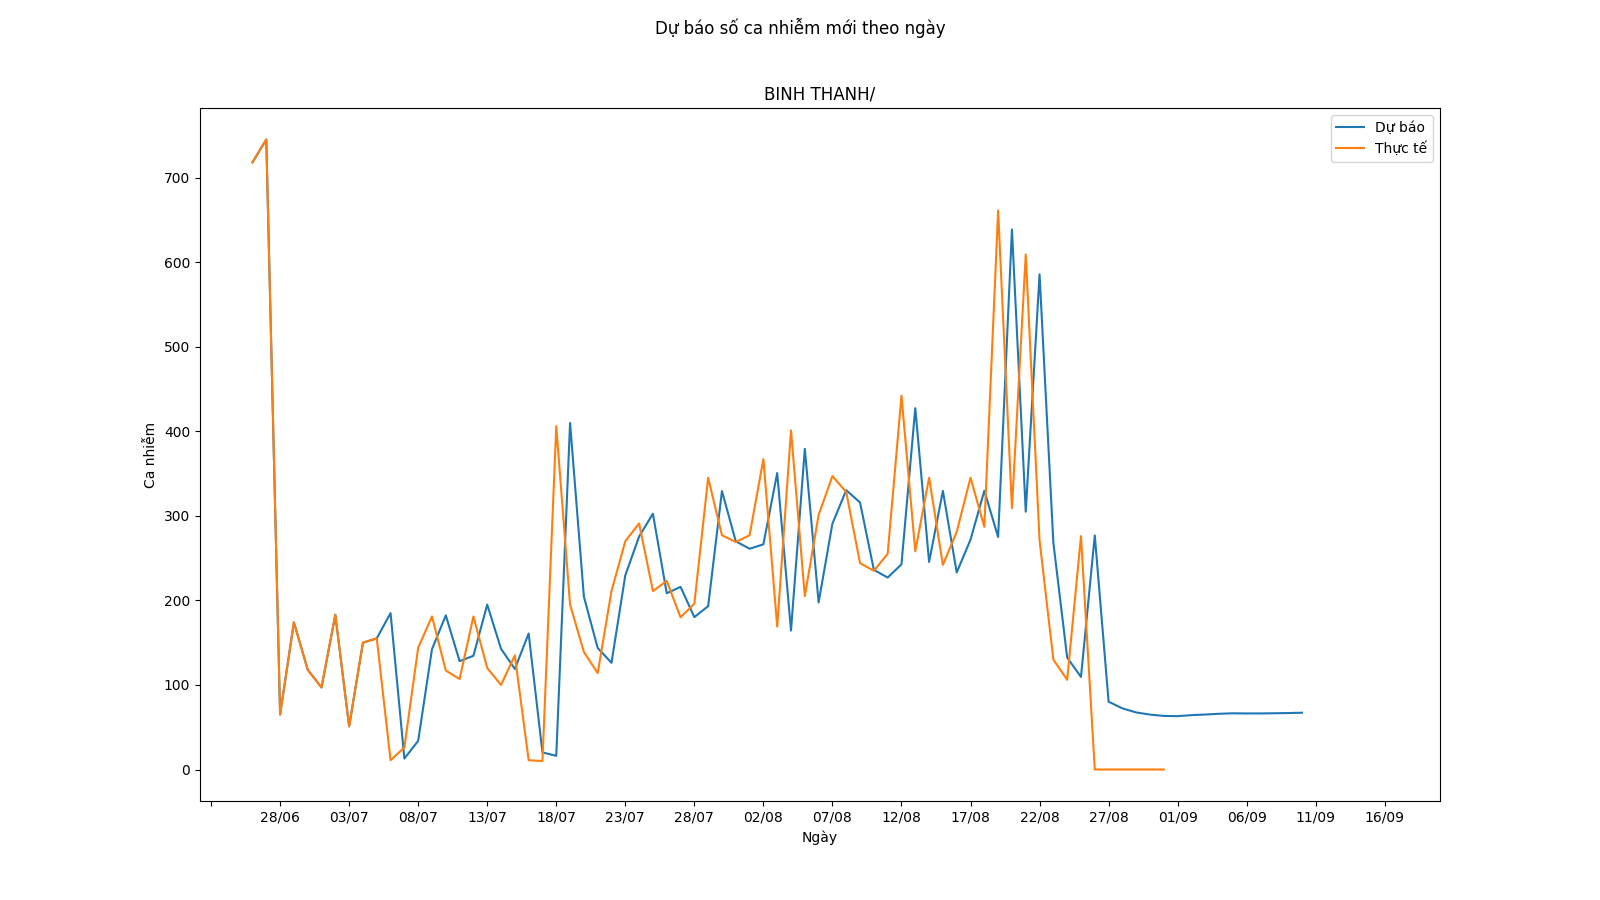 Dự báo số ca nhiễm mới theo ngày
BINH THANH/
Dự báo
Thực tế
700
600
500
400
300
200
100
0
Ca nhiễm
28/06 03/07 08/07 13/07 18/07 23/07 28/07 02/08 07/08 12/08 17/08 22/08 27/08 01/09 06/09 11/09 16/09
Ngày